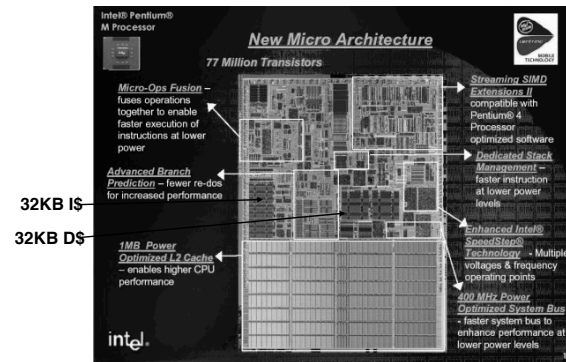 Intel® Pentium®
M Processor
New Micro Architecture
77 Million Transistors
Micro-Ops Fusion –
fuses operations
together to enable
faster execution of
instructions at lower
power
Advanced Branch
Prediction – fewer re-dos
for increased performance
32KB I$
32KB D$
1MB Power
Optimized L2 Cache
– enables higher CPU
performance
intel®
MOBILE
TECHNOLOGY
Streaming SIMD
Extensions II
compatible with
Pentium® 4
Processor
optimized software
Dedicated Stack
Management –
faster instruction
at lower power
levels
Enhanced Intel®
SpeedStep®
Technology - Multiple
voltages & frequency
operating points
400 MHz Power
Optimized System Bus
- faster system bus to
enhance performance at
lower power levels